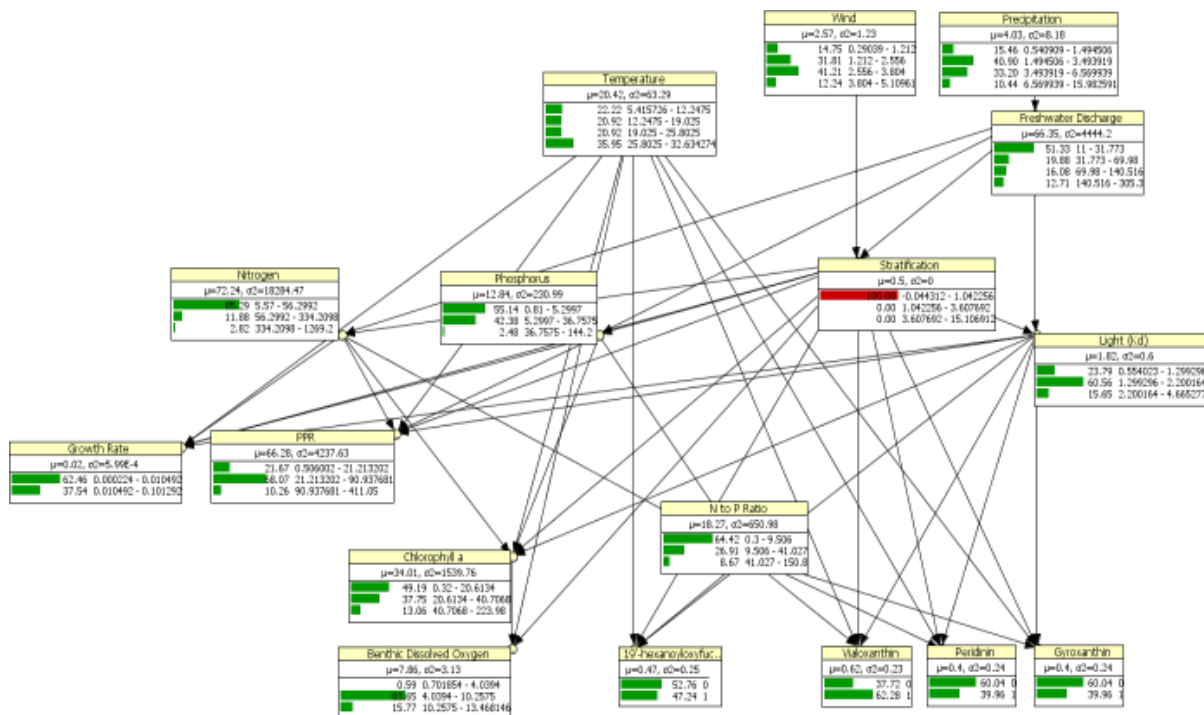 Wind
μ=2.57, σ2=1.23
14.75 0.29039 - 1.212
31.81 1.212 - 2.556
41.21 2.556 - 3.804
12.24 3.804 - 5.10961
Precipitation
μ=4.03, σ2=8.18
15.46 0.540909 - 1.494506
40.90 1.494506 - 3.493919
33.20 3.493919 - 6.569939
10.44 6.569939 - 15.982591
Temperature
μ=20.42, σ2=63.29
22.22 5.415726 - 12.2475
20.92 12.2475 - 19.025
20.92 19.025 - 25.8025
35.95 25.8025 - 32.634274
Freshwater Discharge
μ=66.35, σ2=4444.2
51.33 11 - 31.773
19.88 31.773 - 69.98
16.08 69.98 - 140.516
12.71 140.516 - 305.3
Nitrogen
μ=72.24, σ2=18284.47
5.57 - 56.2992
11.88 56.2992 - 334.2098
2.82 334.2098 - 1269.2
Phosphorus
μ=12.84, σ2=230.99
55.14 0.81 - 5.2997
42.38 5.2997 - 36.7575
2.48 36.7575 - 144.2
Stratification
μ=0.5, σ2=0
100.00 -0.044312 - 1.042256
0.00 1.042256 - 3.607692
0.00 3.607692 - 15.106912
Light (kd)
μ=1.82, σ2=0.6
23.79 0.554023 - 1.299296
60.56 1.299296 - 2.200164
15.65 2.200164 - 4.665277
Growth Rate
μ=0.02, σ2=5.99E-4
62.46 0.000224 - 0.010492
37.54 0.010492 - 0.101292
PPR
μ=66.28, σ2=4237.63
21.67 0.506002 - 21.213202
68.07 21.213202 - 90.937681
10.26 90.937681 - 411.05
N to P Ratio
μ=18.27, σ2=650.98
64.42 0.3 - 9.506
26.91 9.506 - 41.027
8.67 41.027 - 150.8
Chlorophyll a
μ=34.01, σ2=1539.76
49.19 0.32 - 20.6134
37.75 20.6134 - 40.7068
13.06 40.7068 - 223.98
Benthic Dissolved Oxygen
μ=7.86, σ2=3.13
0.59 0.701854 - 4.0394
4.0394 - 10.2575
15.77 10.2575 - 13.468146
19'-hexanoyloxyfuc...
μ=0.47, σ2=0.25
52.76 0
47.24 1
Vialoxanthin
μ=0.62, σ2=0.23
37.72 0
62.28 1
Peridinin
μ=0.4, σ2=0.24
60.04 0
39.96 1
Gyroxanthin
μ=0.4, σ2=0.24
60.04 0
39.96 1